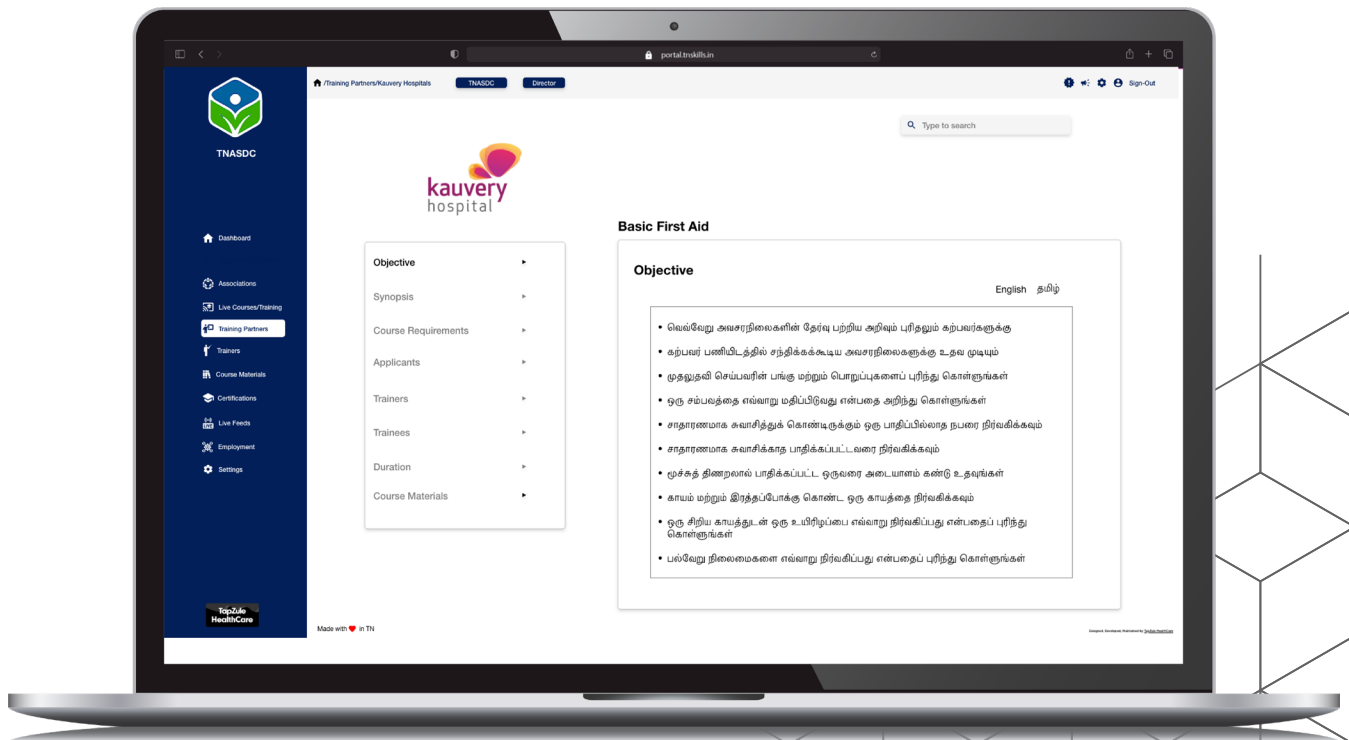 portal.tnskills.in
/Training Partners/Kauvery Hospitals
TNASDC
Director
Sign-Out
TNASDC
Type to search
kauvery
hospital
Dashboard
Associations
Live Courses/Training
Training Partners
Trainers
Course Materials
Certifications
LIVE
Live Feeds
Employment
Settings
TapZule
HealthCare
Objective
Synopsis
Course Requirements
Applicants
Trainers
Trainees
Duration
Course Materials
Basic First Aid
Objective
English தமிழ்
• வெவ்வேறு அவசரநிலைகளின் தேர்வு பற்றிய அறிவும் புரிதலும் கற்பவர்களுக்கு
• கற்பவர் பணியிடத்தில் சந்திக்கக்கூடிய அவசரநிலைகளுக்கு உதவ முடியும்
• முதலுதவி செய்பவரின் பங்கு மற்றும் பொறுப்புகளைப் புரிந்து கொள்ளுங்கள்
• ஒரு சம்பவத்தை எவ்வாறு மதிப்பிடுவது என்பதை அறிந்து கொள்ளுங்கள்
• சாதாரணமாக சுவாசித்துக் கொண்டிருக்கும் ஒரு பாதிப்பில்லாத நபரை நிர்வகிக்கவும்
• சாதாரணமாக சுவாசிக்காத பாதிக்கப்பட்டவரை நிர்வகிக்கவும்
• மூச்சுத் திணறலால் பாதிக்கப்பட்ட ஒருவரை அடையாளம் கண்டு உதவுங்கள்
• காயம் மற்றும் இரத்தப்போக்கு கொண்ட ஒரு காயத்தை நிர்வகிக்கவும்
• ஒரு சிறிய காயத்துடன் ஒரு உயிரிழப்பை எவ்வாறு நிர்வகிப்பது என்பதைப் புரிந்து
கொள்ளுங்கள்
• பல்வேறு நிலைமைகளை எவ்வாறு நிர்வகிப்பது என்பதைப் புரிந்து கொள்ளுங்கள்
Made with ❤ in TN
Designed, Developed, Maintained by TapZule HealthCare